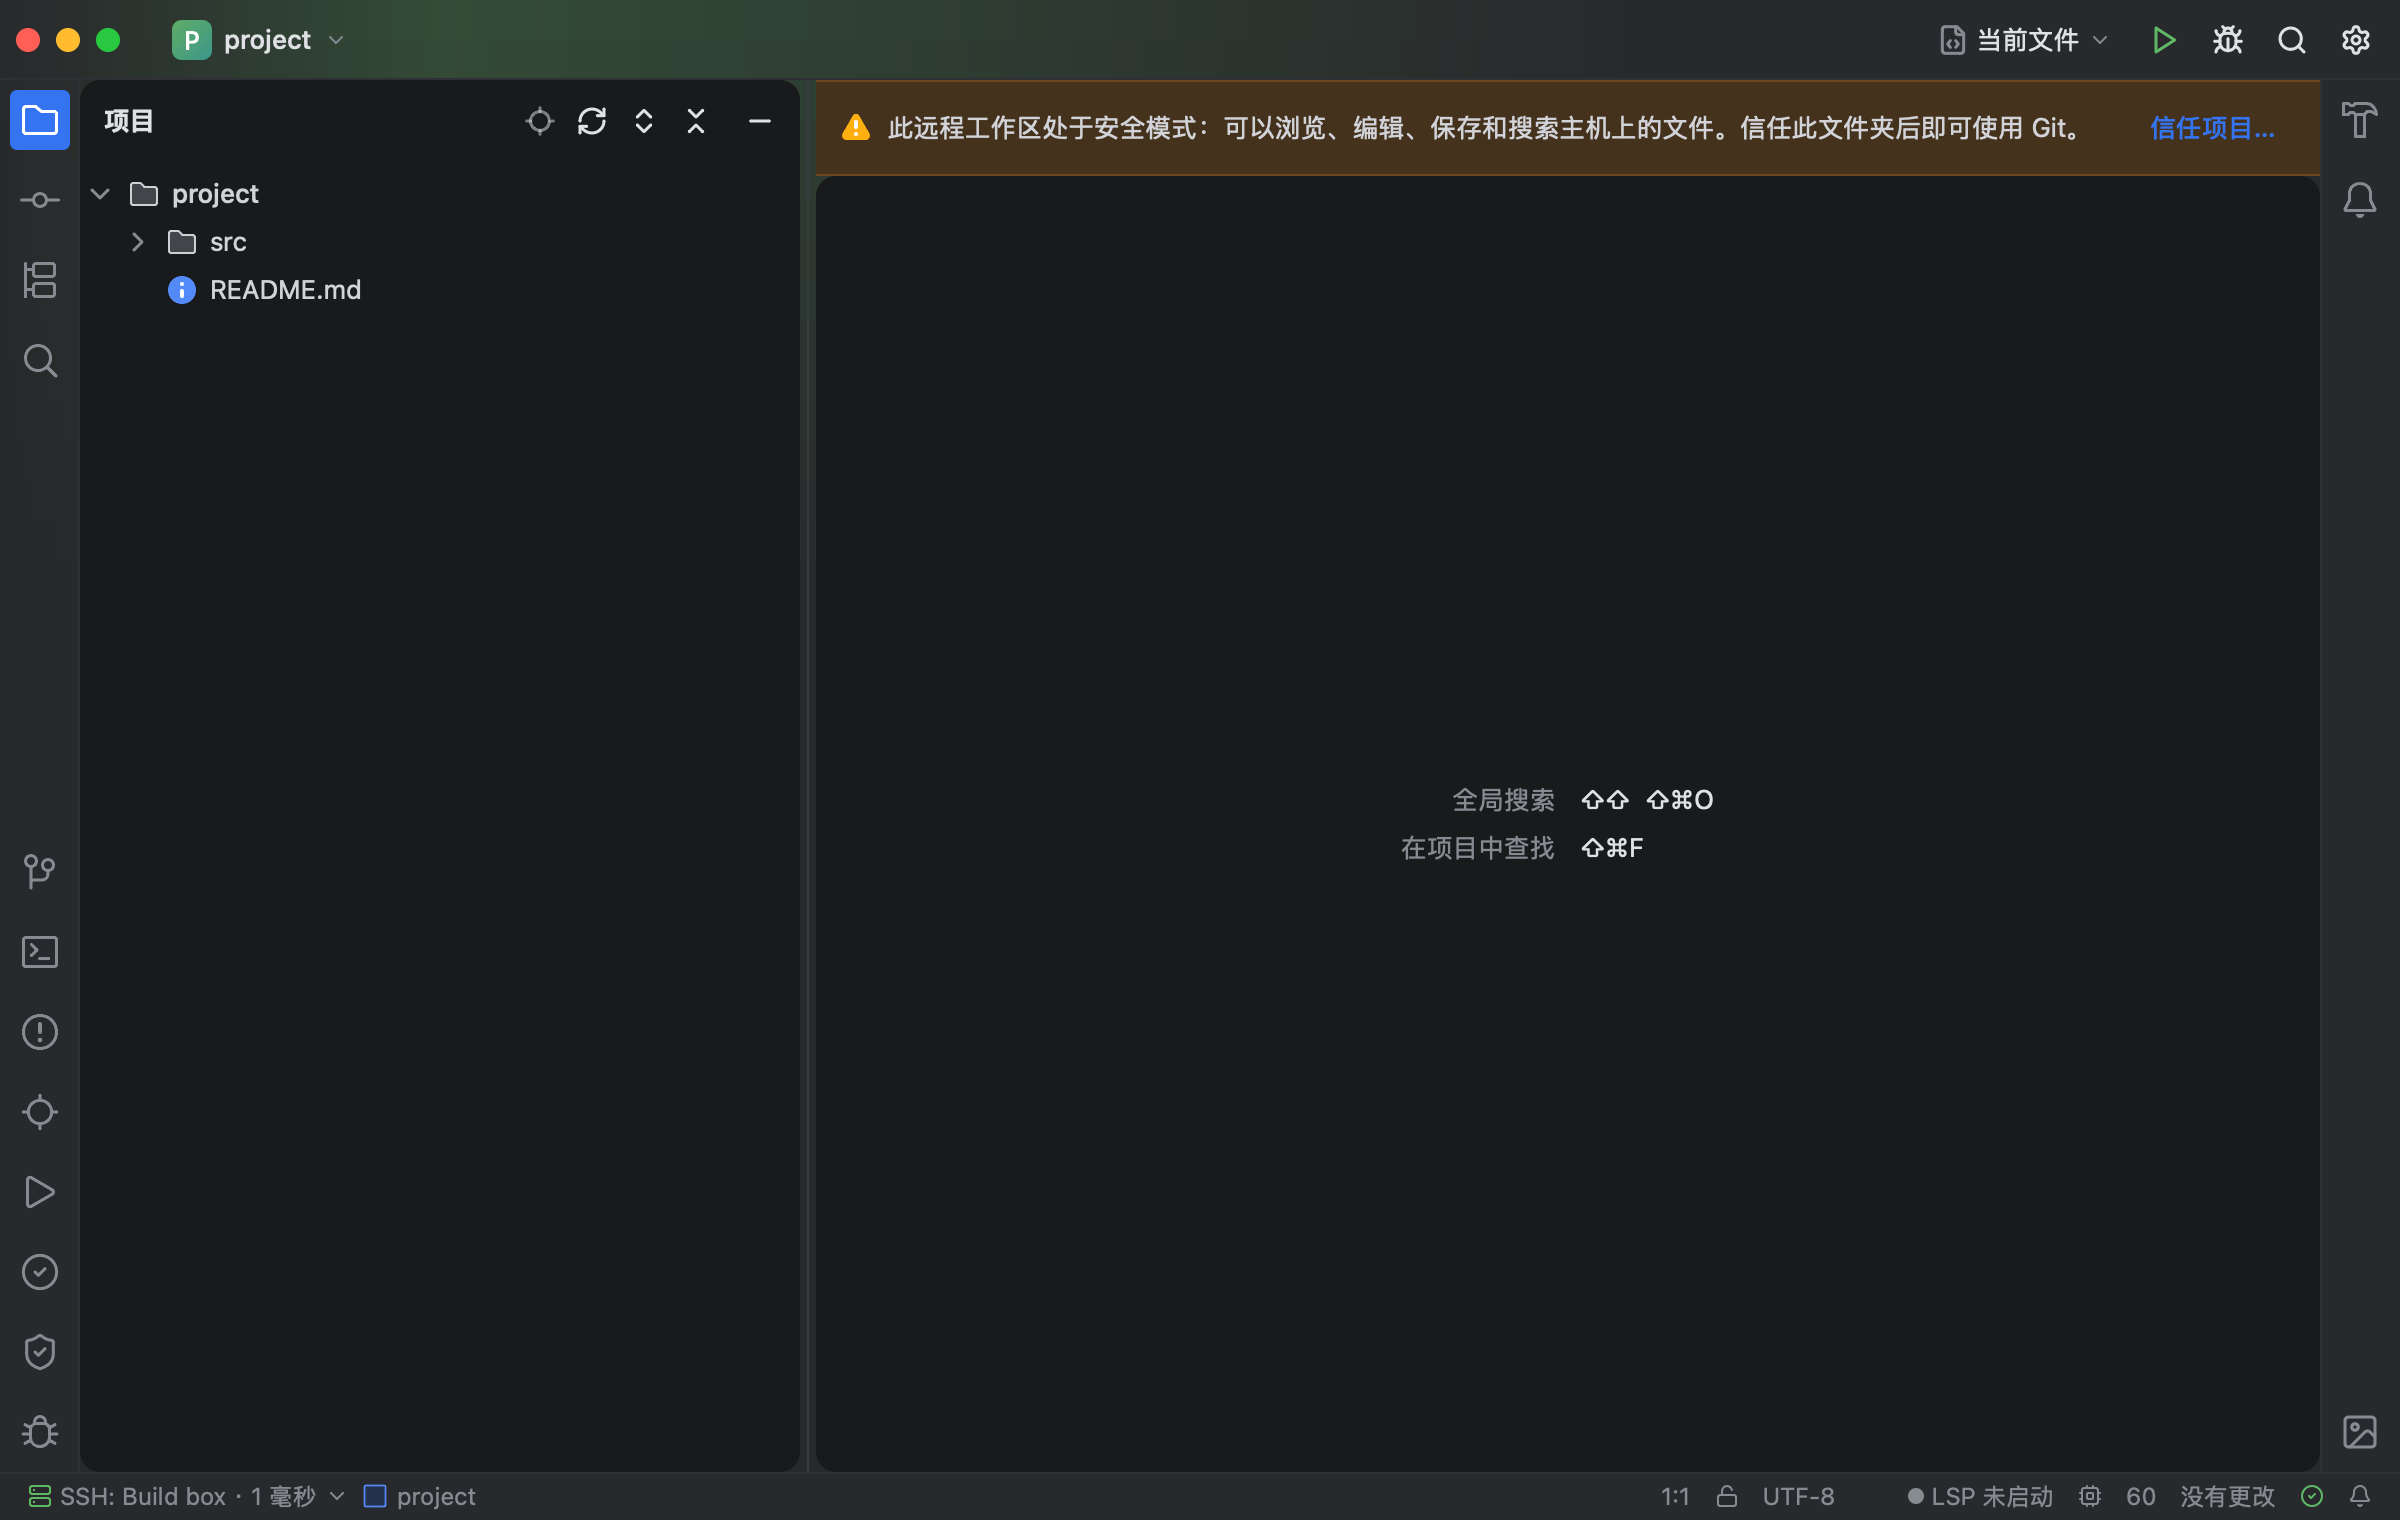 P project
当前文件
项目
此远程工作区处于安全模式：可以浏览、编辑、保存和搜索主机上的文件。信任此文件夹后即可使用 Git。 信任项目...
project
src
README.md
全局搜索 ⇧⇧ ⇧⌘O
在项目中查找 ⇧⌘F
SSH: Build box · 1 毫秒 project 1:1 UTF-8 LSP 未启动 60 没有更改